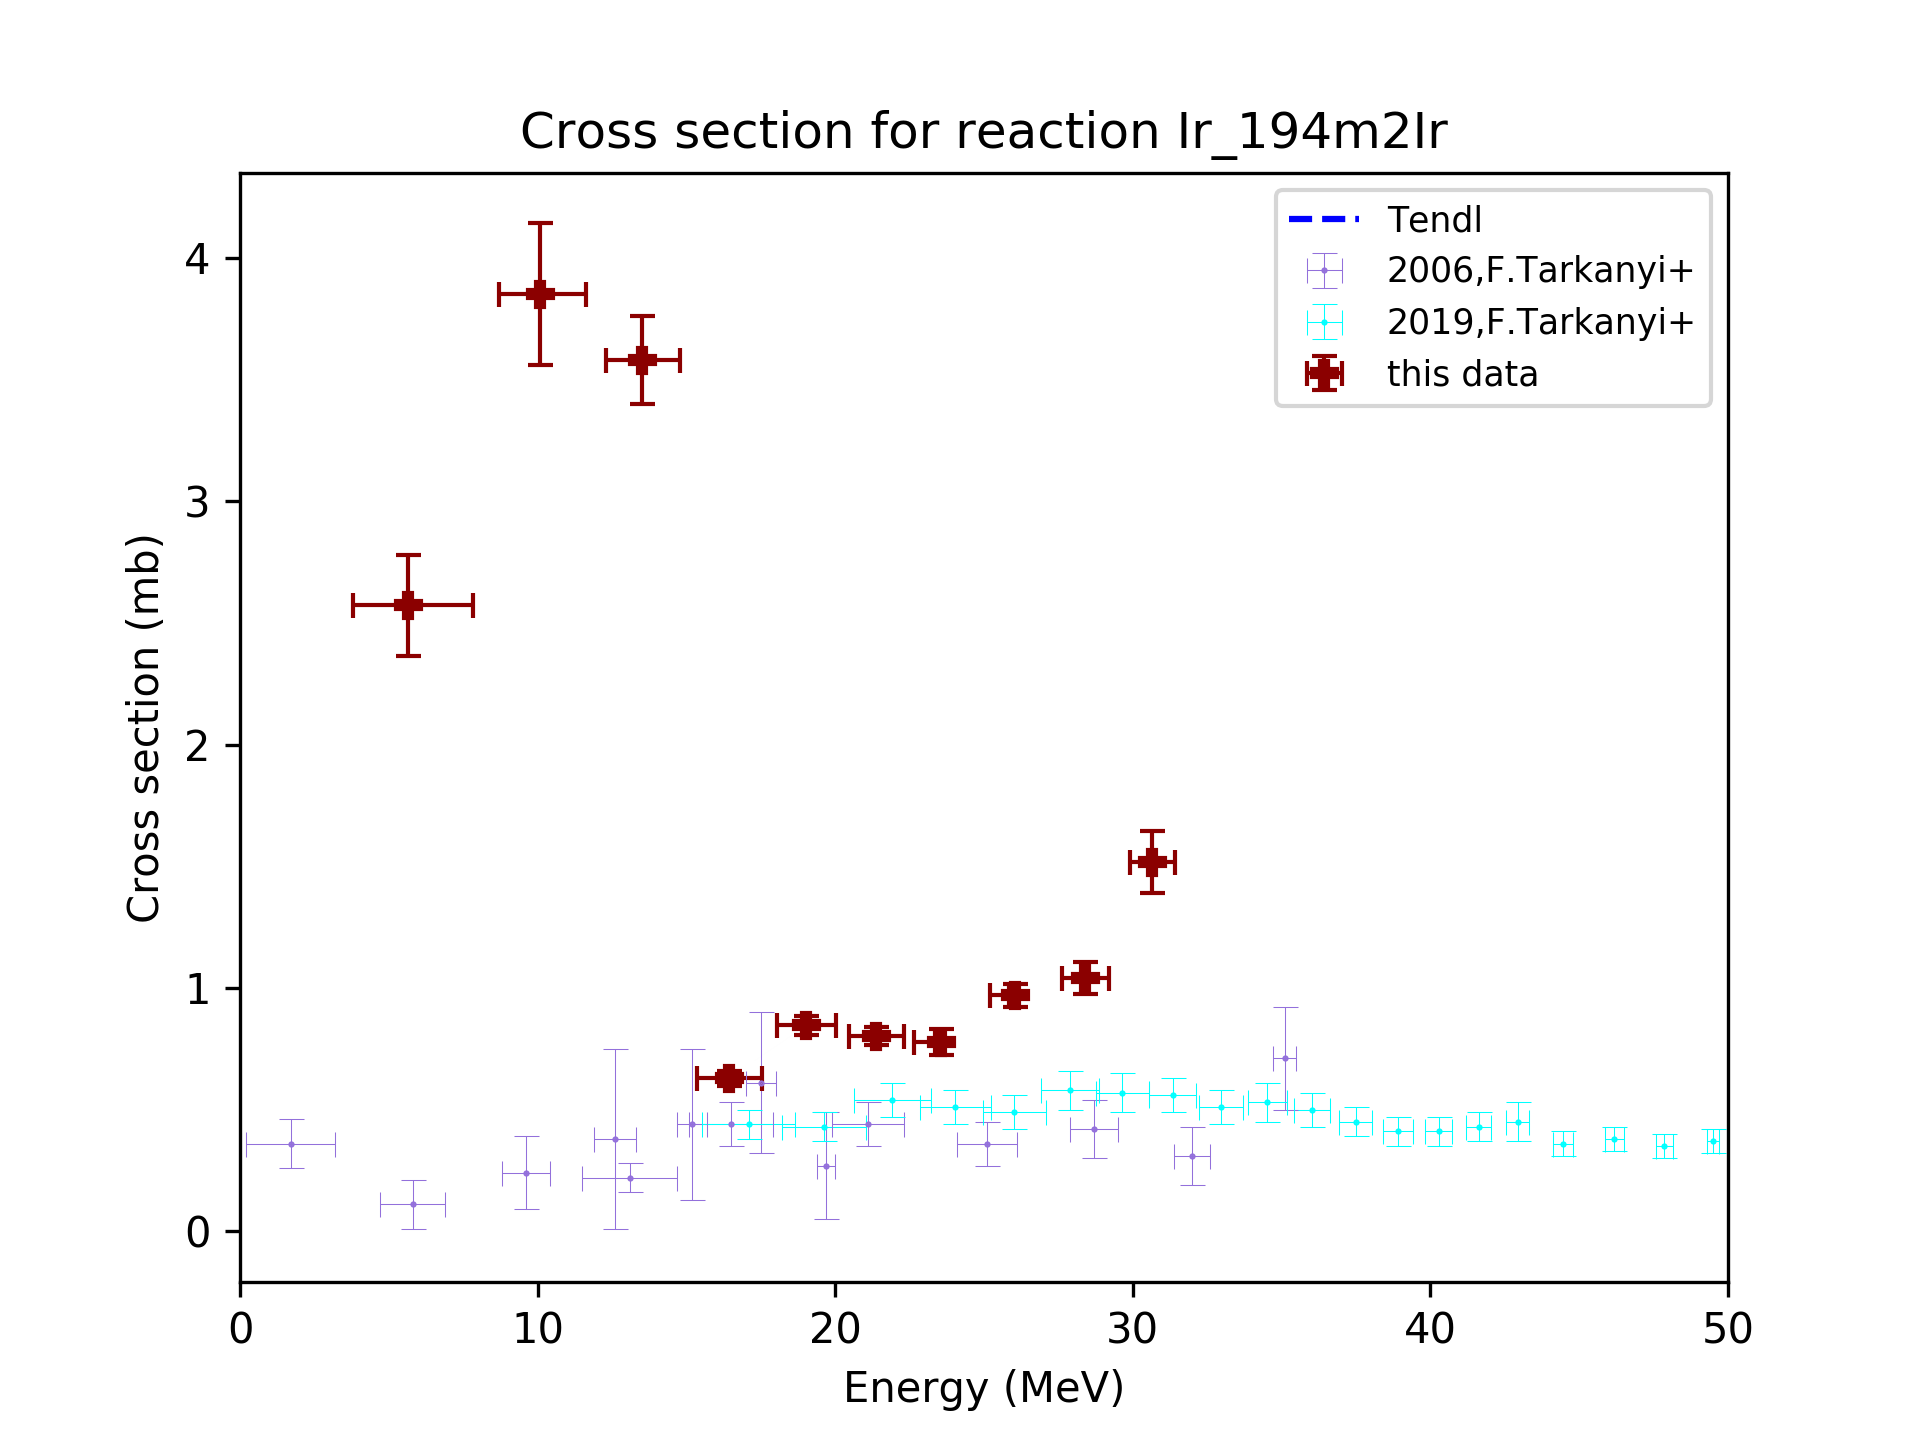 Cross section for reaction Ir_194m2Ir
Tendl
2006,F.Tarkanyi+
2019,F.Tarkanyi+
this data
Cross section (mb)
4
3
2
1
0
0 10 20 30 40 50
Energy (MeV)